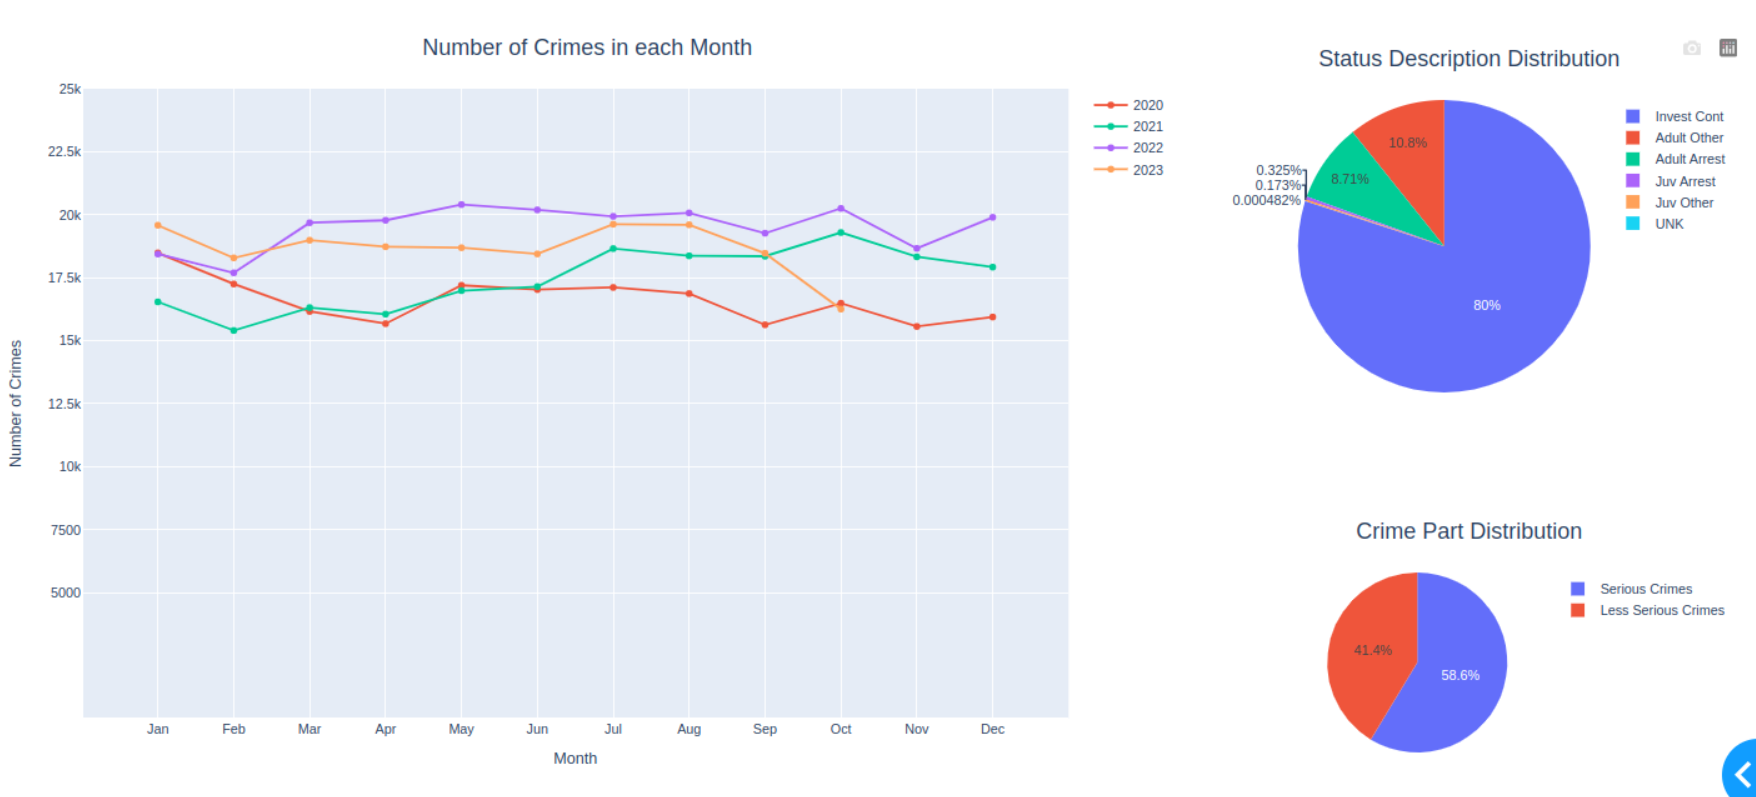 Number of Crimes in each Month
25k
22.5k
20k
17.5k
15k
12.5k
10k
7500
5000
Number of Crimes
Jan Feb Mar Apr May Jun Jul Aug Sep Oct Nov Dec
Month
2020
2021
2022
2023
Status Description Distribution
10.8%
8.71%
0.325%
0.173%
0.000482%
80%
Invest Cont
Adult Other
Adult Arrest
Juv Arrest
Juv Other
UNK
Crime Part Distribution
41.4%
58.6%
Serious Crimes
Less Serious Crimes